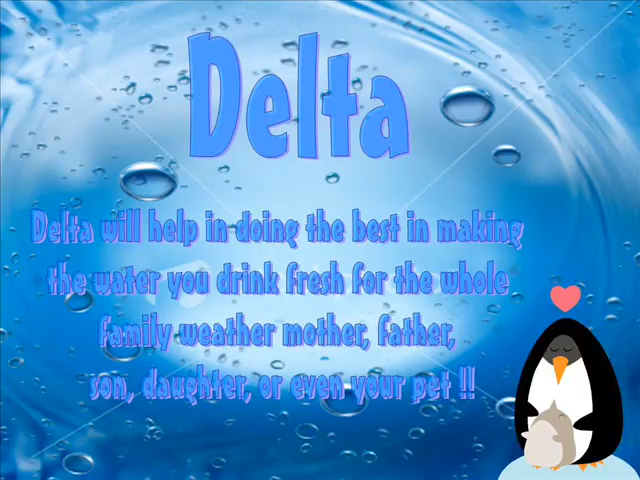 Delta
Delta will help in doing the best in making
the water you drink fresh for the whole
family weather mother, father,
son, daughter, or even your pet !!